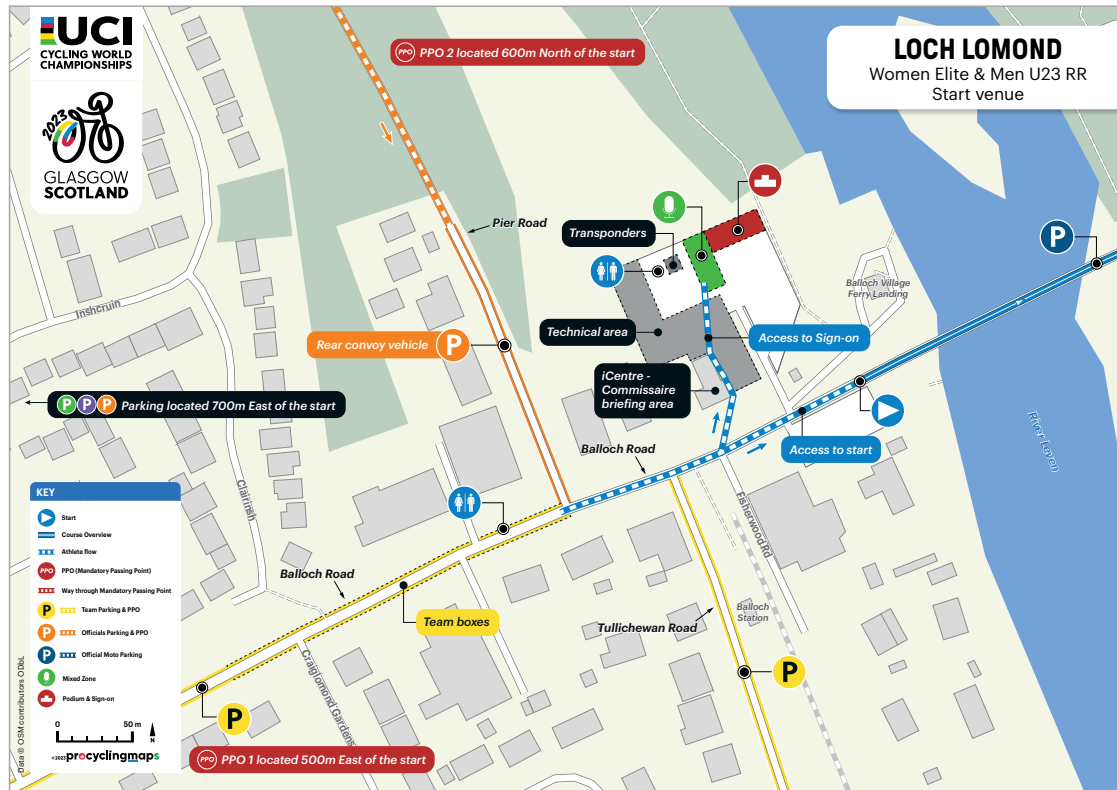 UCI
CYCLING WORLD
CHAMPIONSHIPS
2023
GLASGOW
SCOTLAND
PPO PPO 2 located 600m North of the start
LOCH LOMOND
Women Elite & Men U23 RR
Start venue
Pier Road
Transponders
P
Balloch Village
Ferry Landing
Inshcruin
Rear convoy vehicle P
Technical area
Access to Sign-on
iCentre -
Commissaire
briefing area
P P P Parking located 700m East of the start
Access to start
River Leven
Balloch Road
Clairinsh
Fisherwood Rd
KEY
Start
Course Overview
Athlete flow
PPO PPO (Mandatory Passing Point)
Way through Mandatory Passing Point
P Team Parking & PPO
P Officials Parking & PPO
P Official Moto Parking
Mixed Zone
Podium & Sign-on
0 50 m
N
©2023 procyclingmaps
Data © OSM contributors ODbL
Balloch Road
Team boxes
Tullichewan Road
Balloch
Station
Craiglomond Gardens
P
P
PPO PPO 1 located 500m East of the start